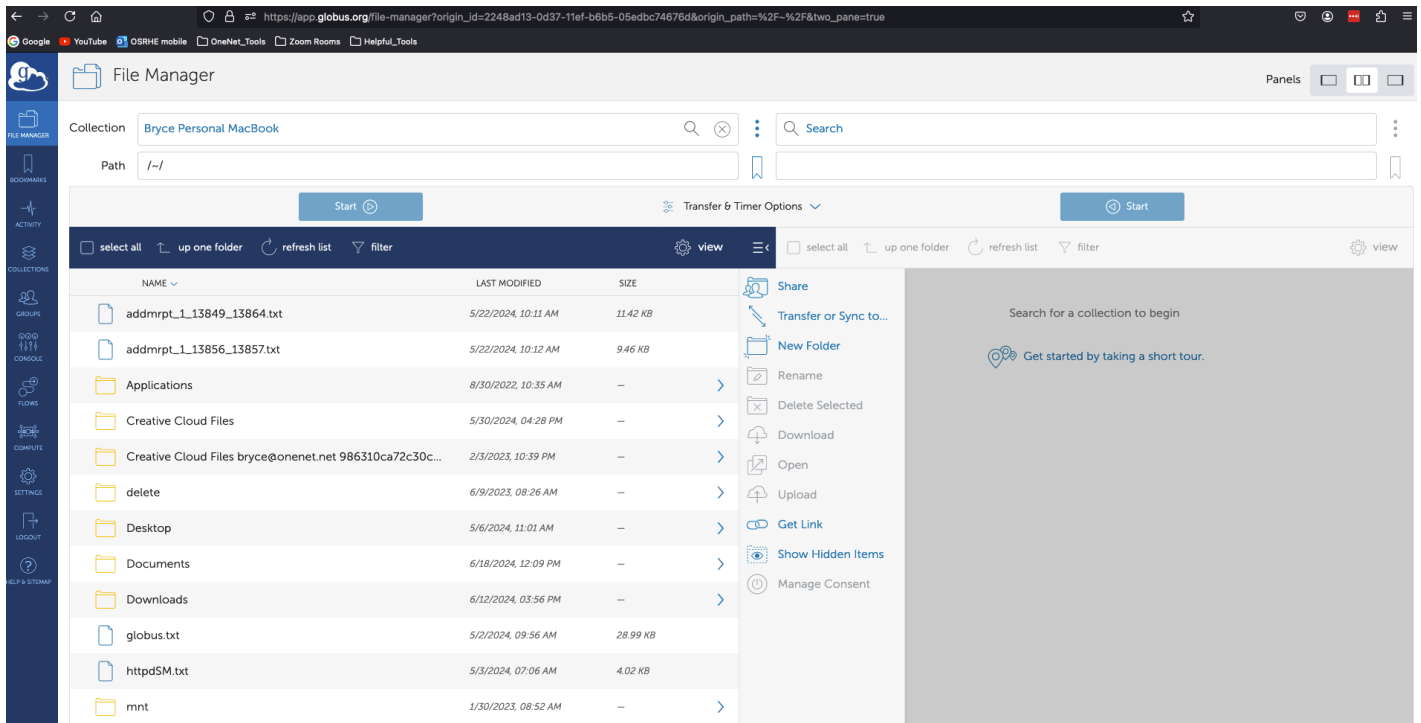 https://app.globus.org/file-manager?origin_id=2248ad13-0d37-11ef-b6b5-05edbc74676d&origin_path=%2F~%2F&two_pane=true
Google YouTube OSRHE mobile OneNet_Tools Zoom Rooms Helpful_Tools
g File Manager Panels
FILE MANAGER
BOOKMARKS
ACTIVITY
COLLECTIONS
GROUPS
CONSOLE
FLOWS
COMPUTE
SETTINGS
LOGOUT
HELP & SITEMAP
Collection Bryce Personal MacBook Search
Path /~/
Start Transfer & Timer Options Start
select all up one folder refresh list filter view select all up one folder refresh list filter view
NAME LAST MODIFIED SIZE
addmrpt_1_13849_13864.txt 5/22/2024, 10:11 AM 11.42 KB
addmrpt_1_13856_13857.txt 5/22/2024, 10:12 AM 9.46 KB
Applications 8/30/2022, 10:35 AM –
Creative Cloud Files 5/30/2024, 04:28 PM –
Creative Cloud Files bryce@onenet.net 986310ca72c30c... 2/3/2023, 10:39 PM –
delete 6/9/2023, 08:26 AM –
Desktop 5/6/2024, 11:01 AM –
Documents 6/18/2024, 12:09 PM –
Downloads 6/12/2024, 03:56 PM –
globus.txt 5/2/2024, 09:56 AM 28.99 KB
httpdSM.txt 5/3/2024, 07:06 AM 4.02 KB
mnt 1/30/2023, 08:52 AM –
Share
Transfer or Sync to...
New Folder
Rename
Delete Selected
Download
Open
Upload
Get Link
Show Hidden Items
Manage Consent
Search for a collection to begin
Get started by taking a short tour.